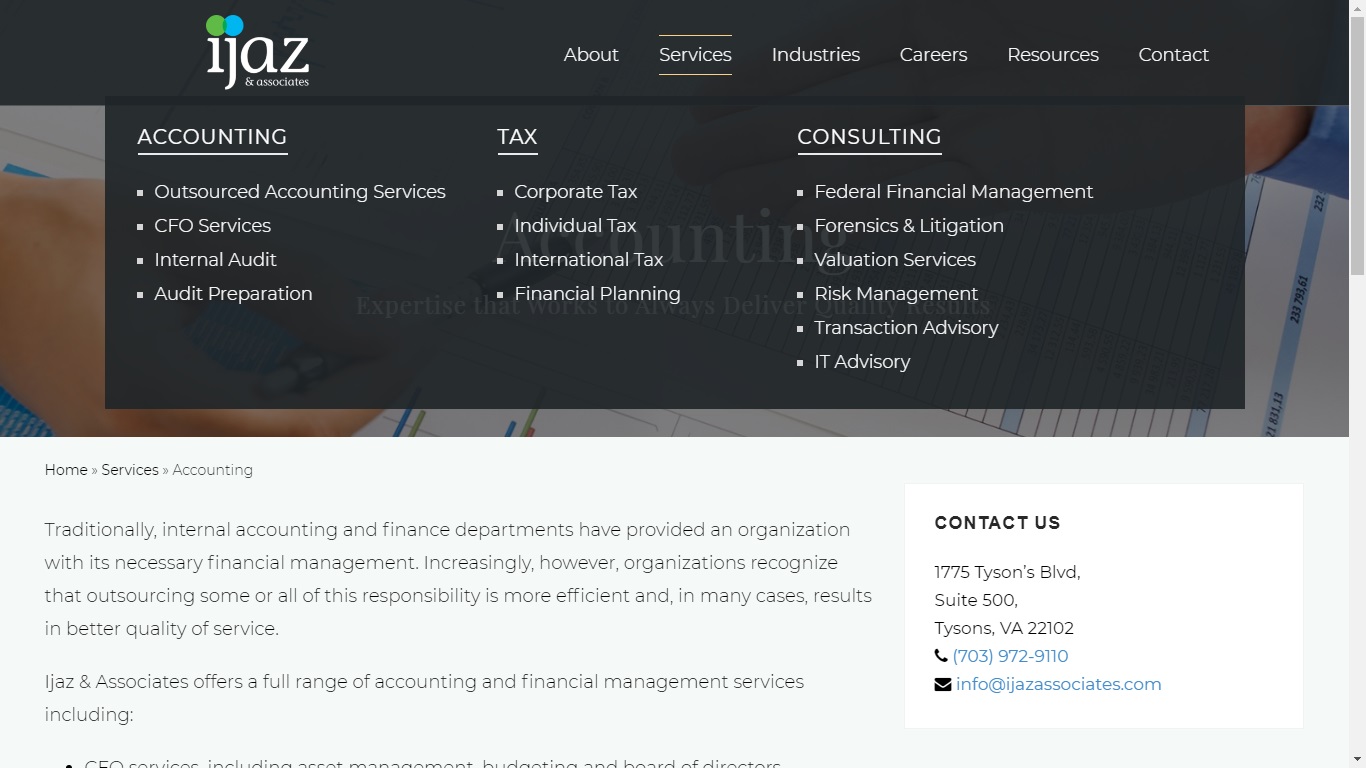 ijaz
& associates
About
Services
Industries
Careers
Resources
Contact
ACCOUNTING
Outsourced Accounting Services
CFO Services
Internal Audit
Audit Preparation
TAX
Corporate Tax
Individual Tax
International Tax
Financial Planning
CONSULTING
Federal Financial Management
Forensics & Litigation
Valuation Services
Risk Management
Transaction Advisory
IT Advisory
Accounting
Expertise that works to Always Deliver Quality Results
233 793,61
21 831,13
Home » Services » Accounting
Traditionally, internal accounting and finance departments have provided an organization
with its necessary financial management. Increasingly, however, organizations recognize
that outsourcing some or all of this responsibility is more efficient and, in many cases, results
in better quality of service.
Ijaz & Associates offers a full range of accounting and financial management services
including:
CFO services, including asset management, budgeting and board of directors
CONTACT US
1775 Tyson’s Blvd,
Suite 500,
Tysons, VA 22102
(703) 972-9110
info@ijazassociates.com